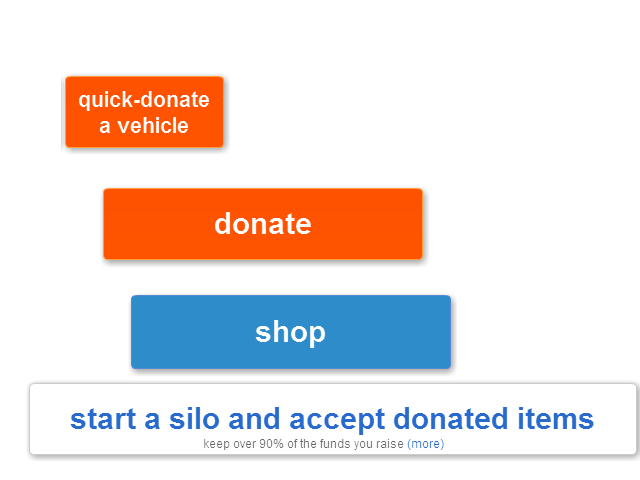 quick-donate
a vehicle
donate
shop
start a silo and accept donated items
keep over 90% of the funds you raise (more)